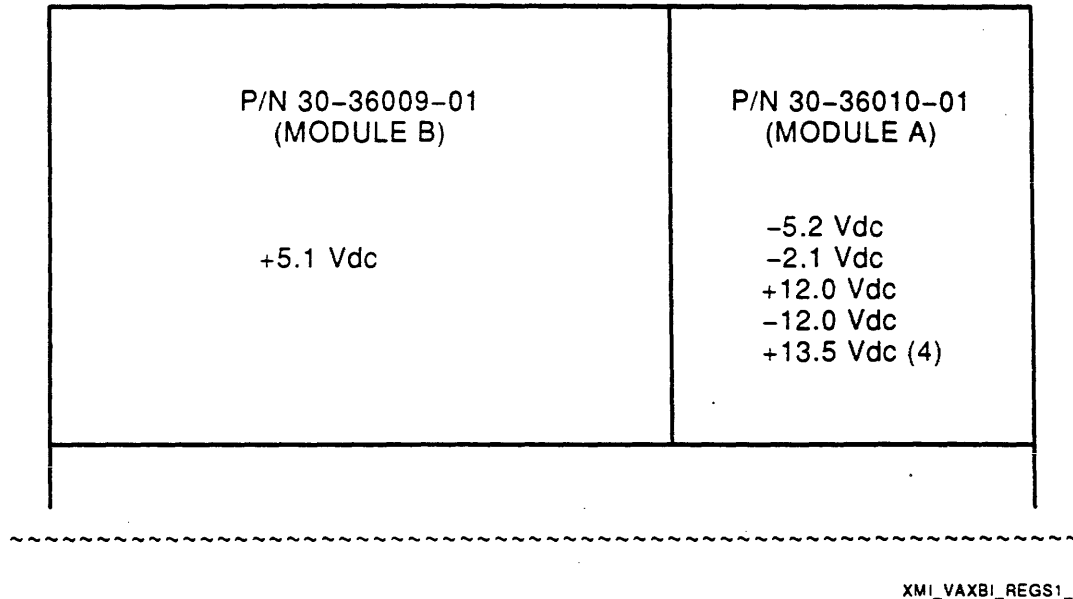 P/N 30–36009–01
(MODULE B)
+5.1 Vdc
P/N 30–36010–01
(MODULE A)
–5.2 Vdc
–2.1 Vdc
+12.0 Vdc
–12.0 Vdc
+13.5 Vdc (4)
XMI_VAXBI_REGS1_